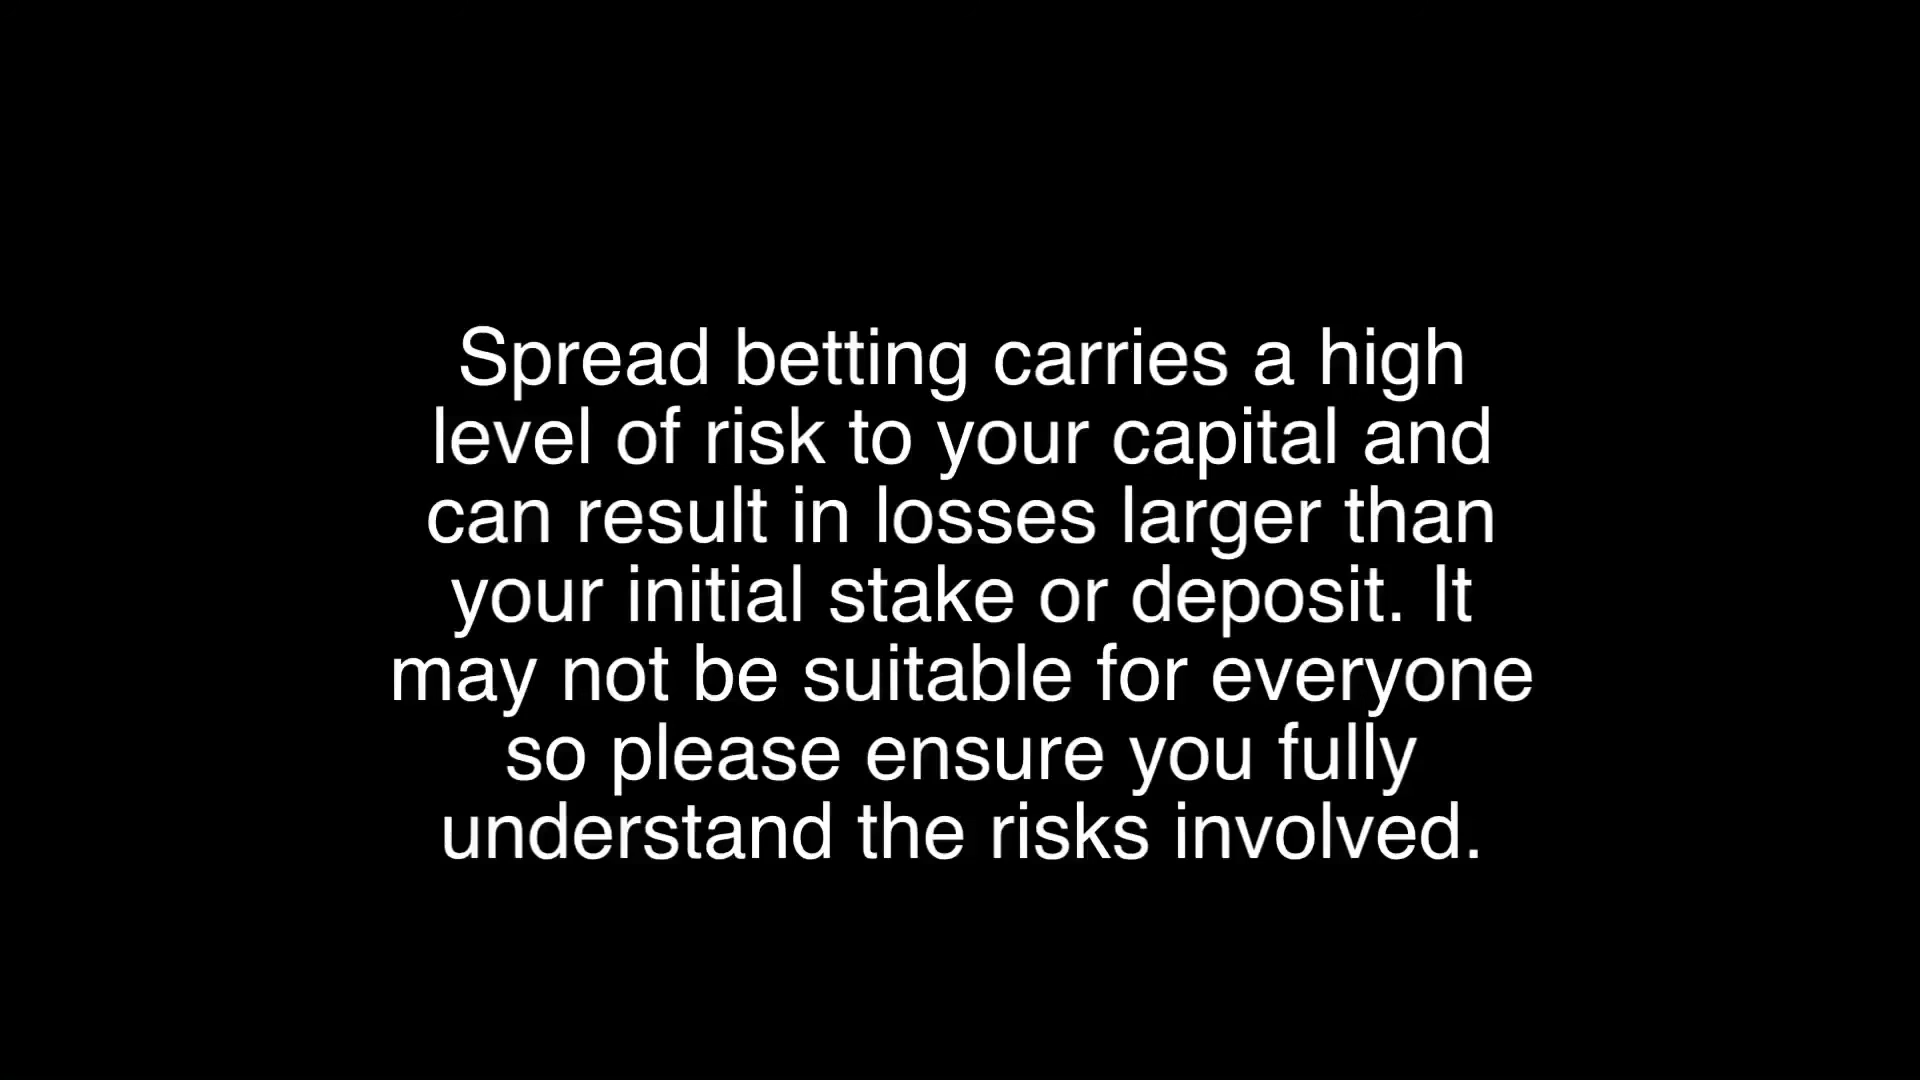 Spread betting carries a high
level of risk to your capital and
can result in losses larger than
your initial stake or deposit. It
may not be suitable for everyone
so please ensure you fully
understand the risks involved.